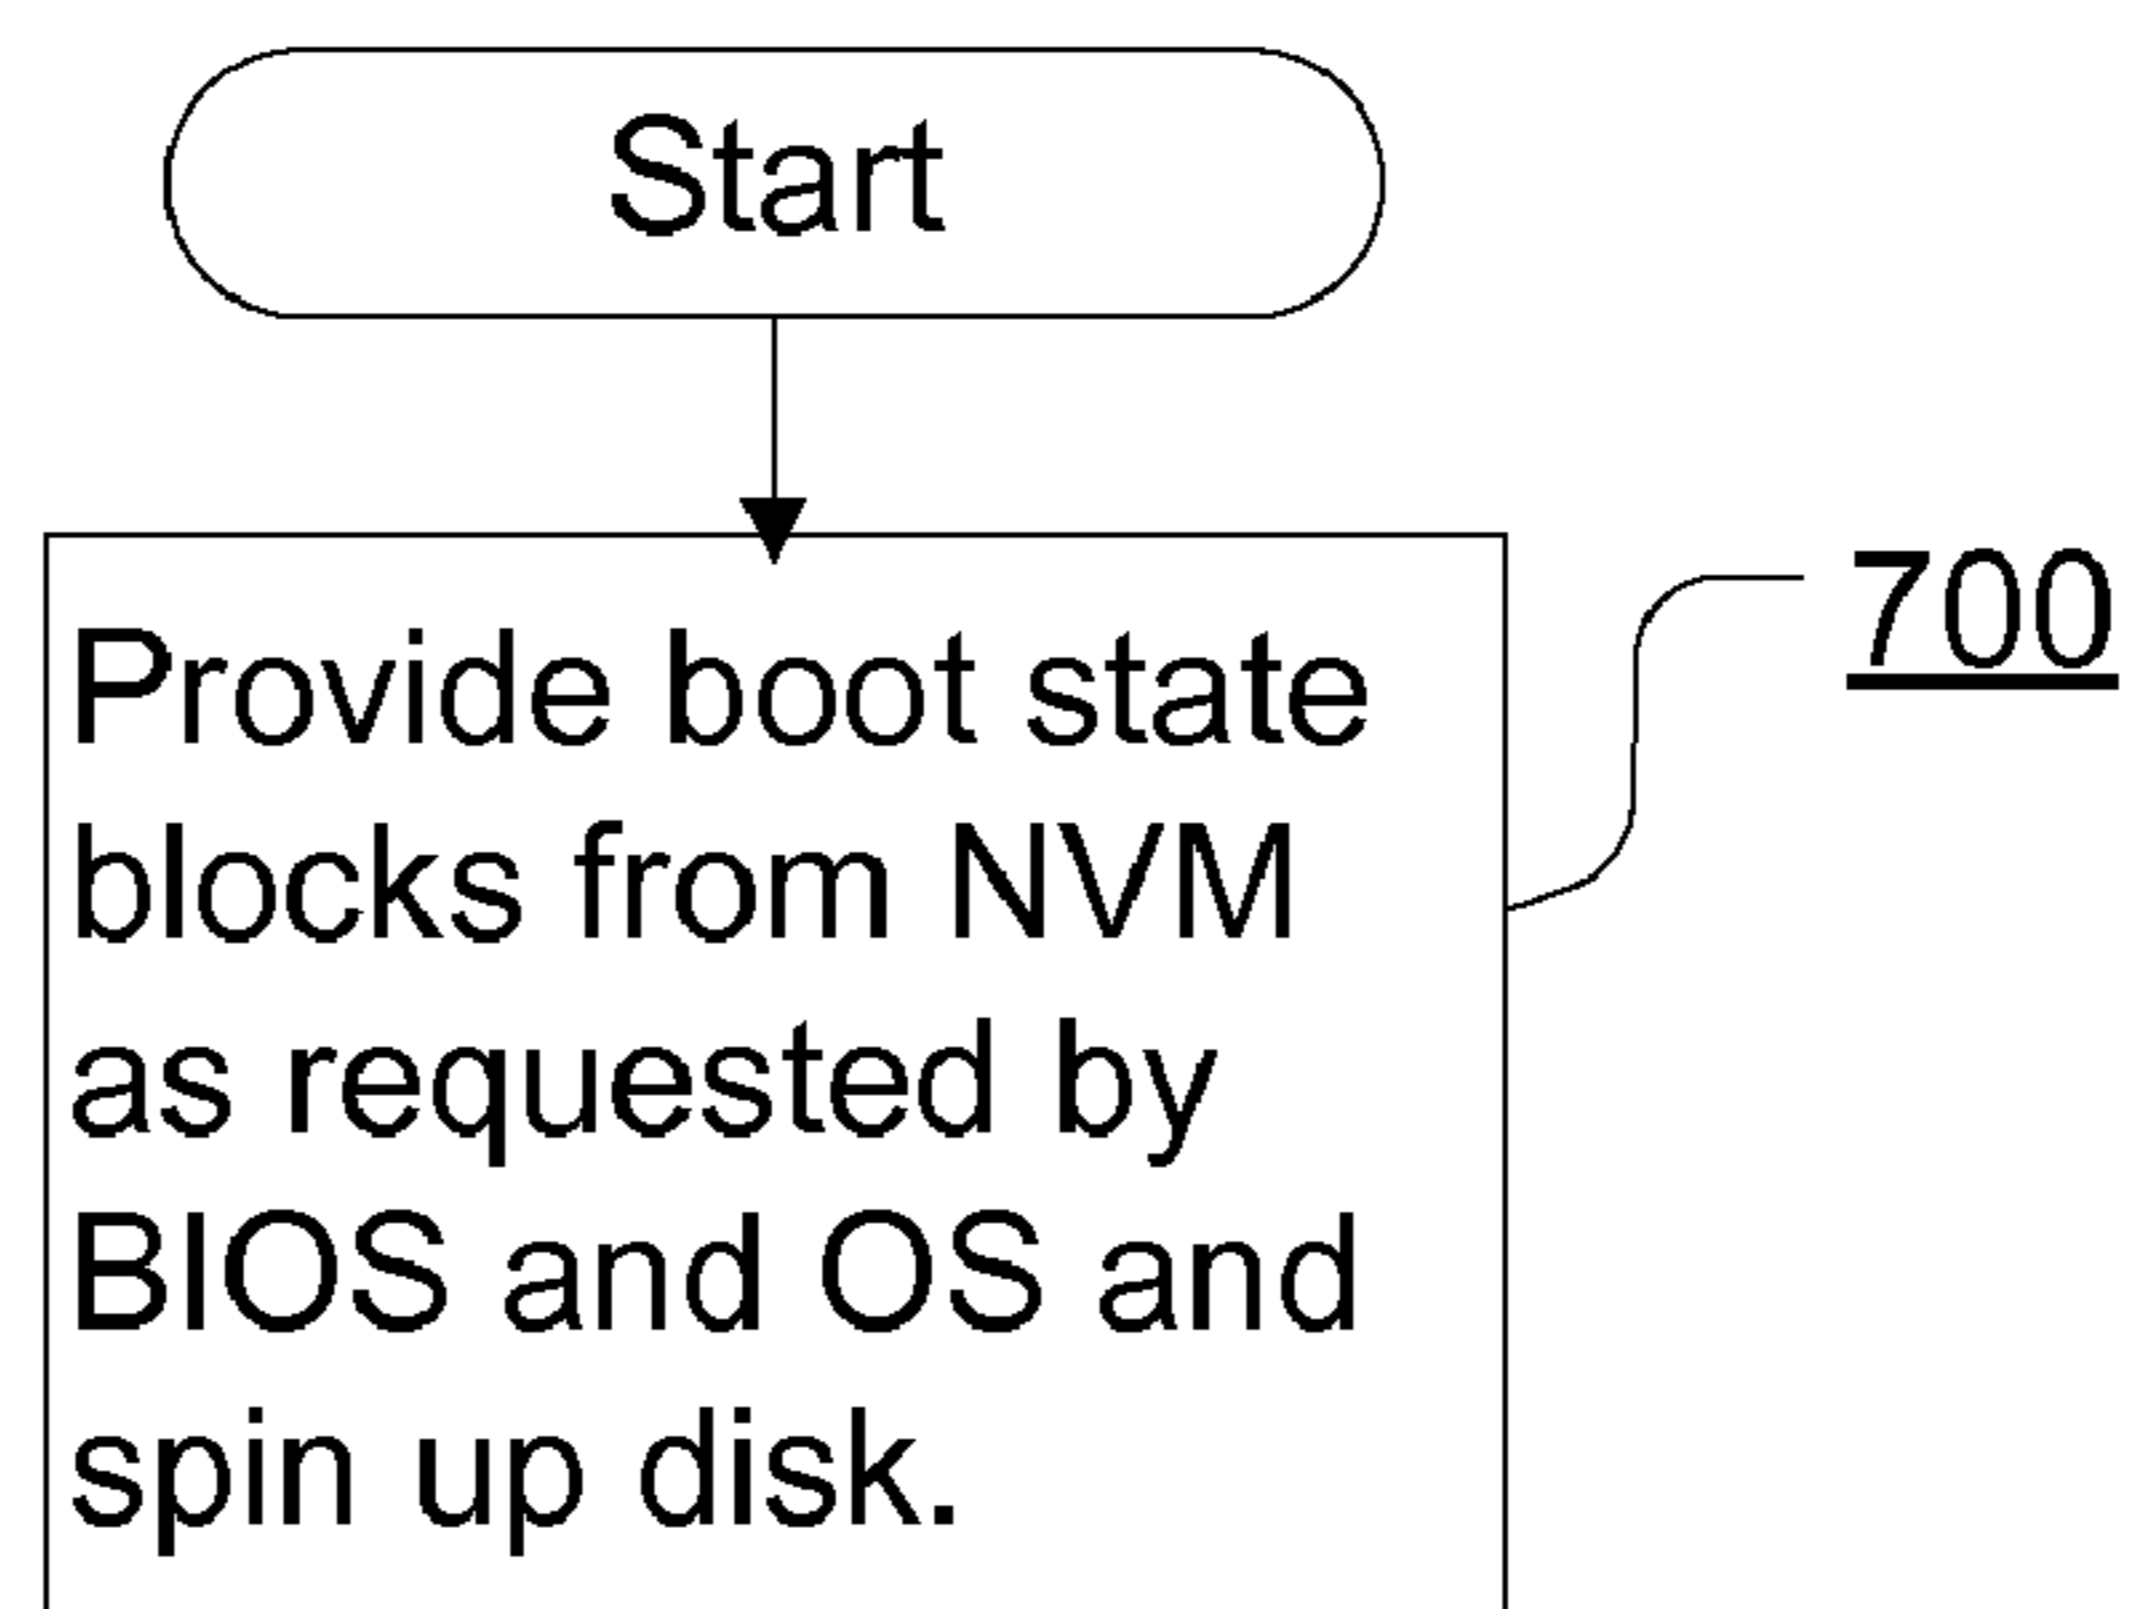 Start
700
Provide boot state
blocks from NVM
as requested by
BIOS and OS and
spin up disk.